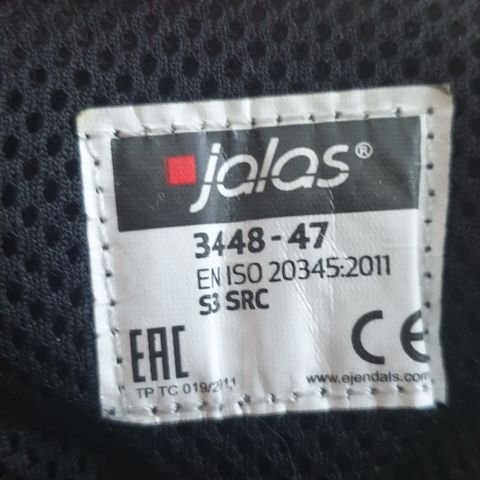 jalas®
3448-47
EN ISO 20345:2011
S3 SRC
EAC CE
TP TC 019/2011 www.ejendals.com